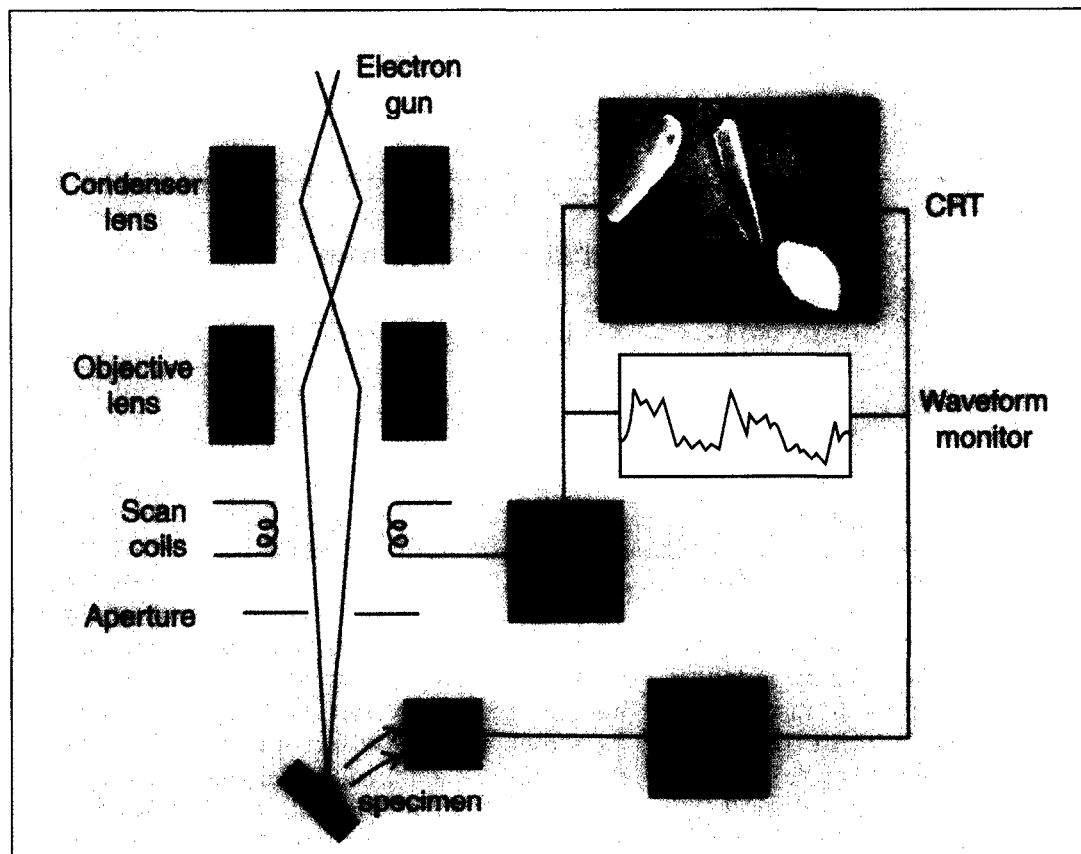 Electron
gun
Condenser
lens
CRT
Objective
lens
Waveform
monitor
Scan
coils
Aperture
specimen